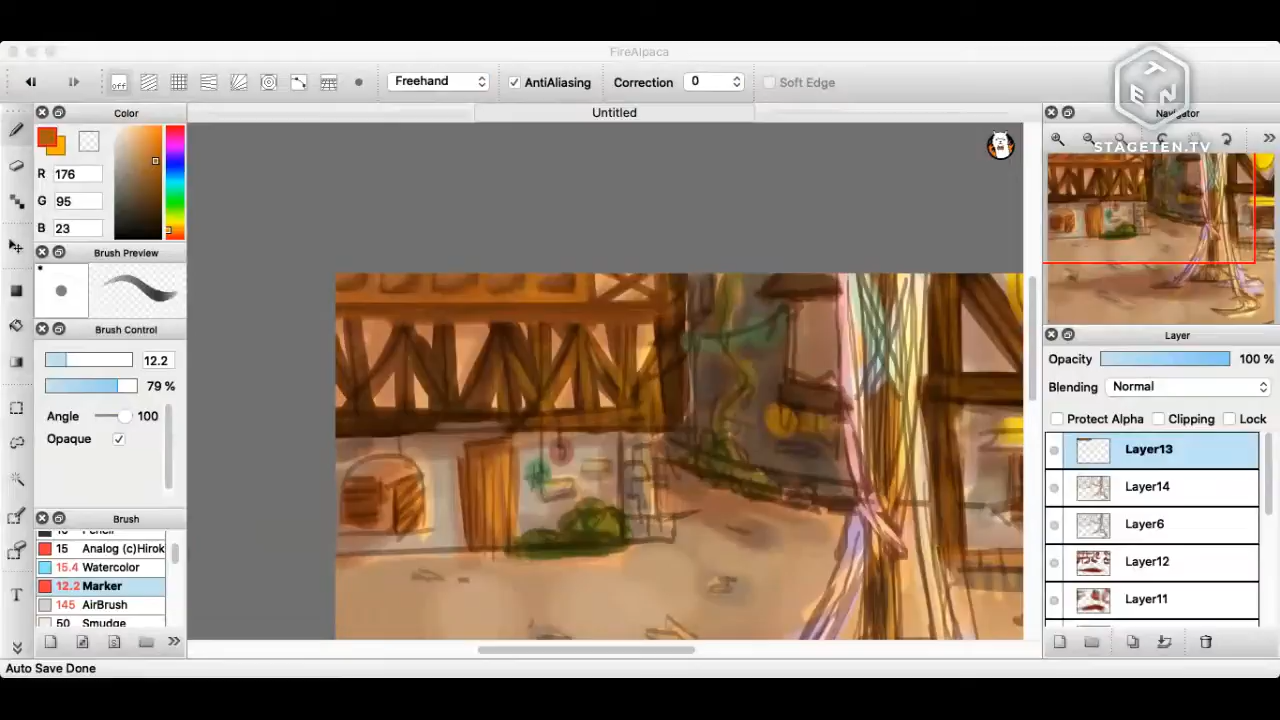 FireAlpaca
off
Freehand
AntiAliasing
Correction
0
Soft Edge
Untitled
TEN
STAGETEN.TV
Color
R 176
G 95
B 23
Brush Preview
Brush Control
12.2
79 %
Angle 100
Opaque
Brush
15 Analog (c)Hirok
15.4 Watercolor
12.2 Marker
145 AirBrush
50 Smudge
T
Auto Save Done
Navigator
Layer
Opacity 100 %
Blending Normal
Protect Alpha Clipping Lock
Layer13
Layer14
Layer6
Layer12
Layer11